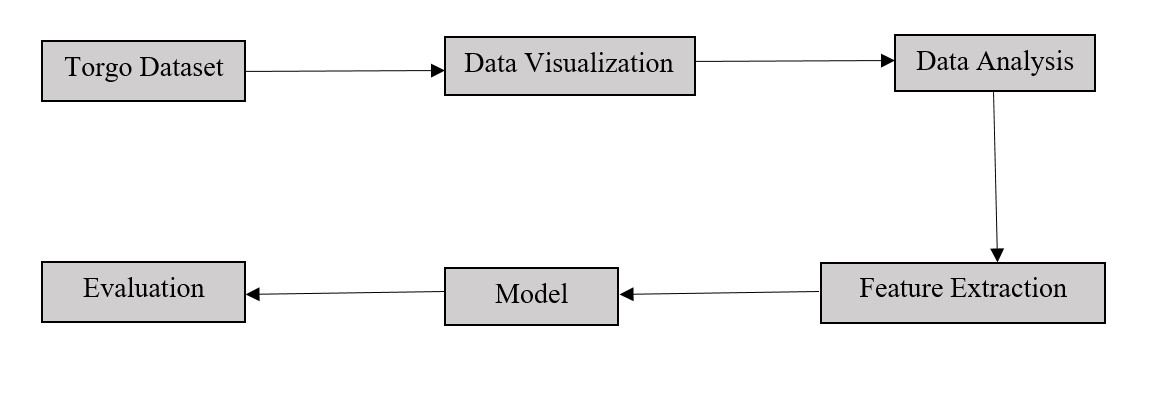 Torgo Dataset
Data Visualization
Data Analysis
Feature Extraction
Model
Evaluation